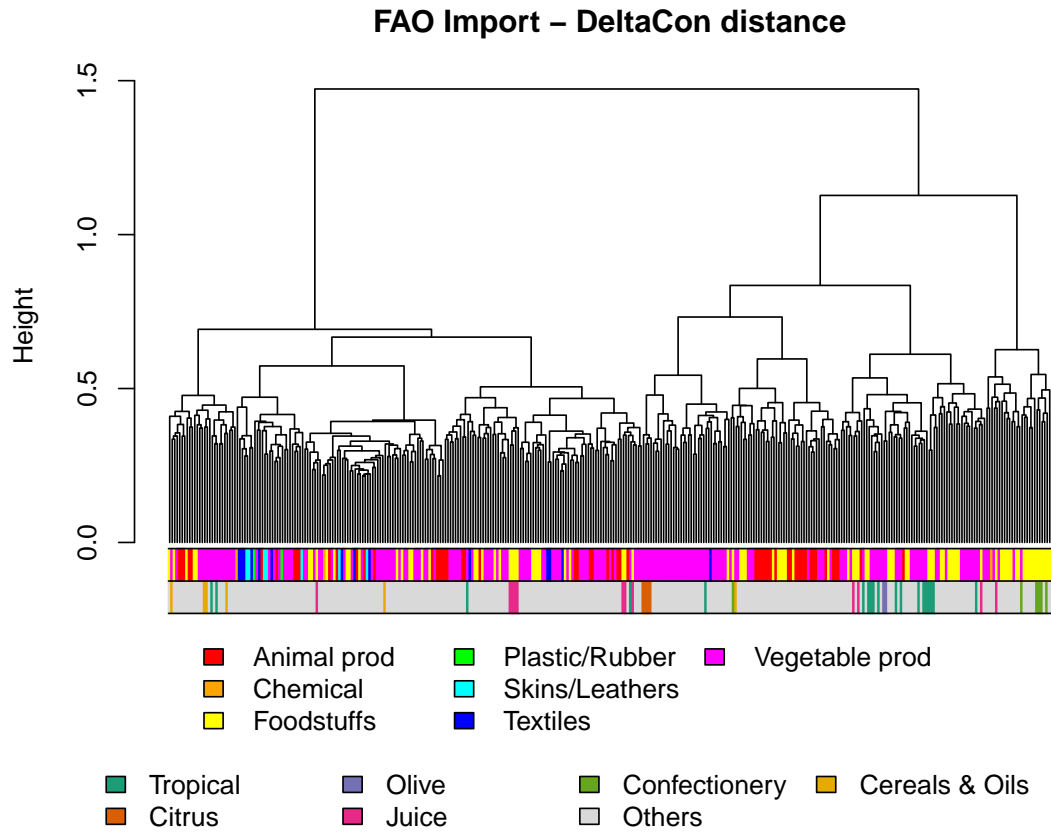 FAO Import – DeltaCon distance
1.5
1.0
0.5
0.0
Height
Animal prod Plastic/Rubber Vegetable prod
Chemical Skins/Leathers
Foodstuffs Textiles
Tropical Olive Confectionery Cereals & Oils
Citrus Juice Others